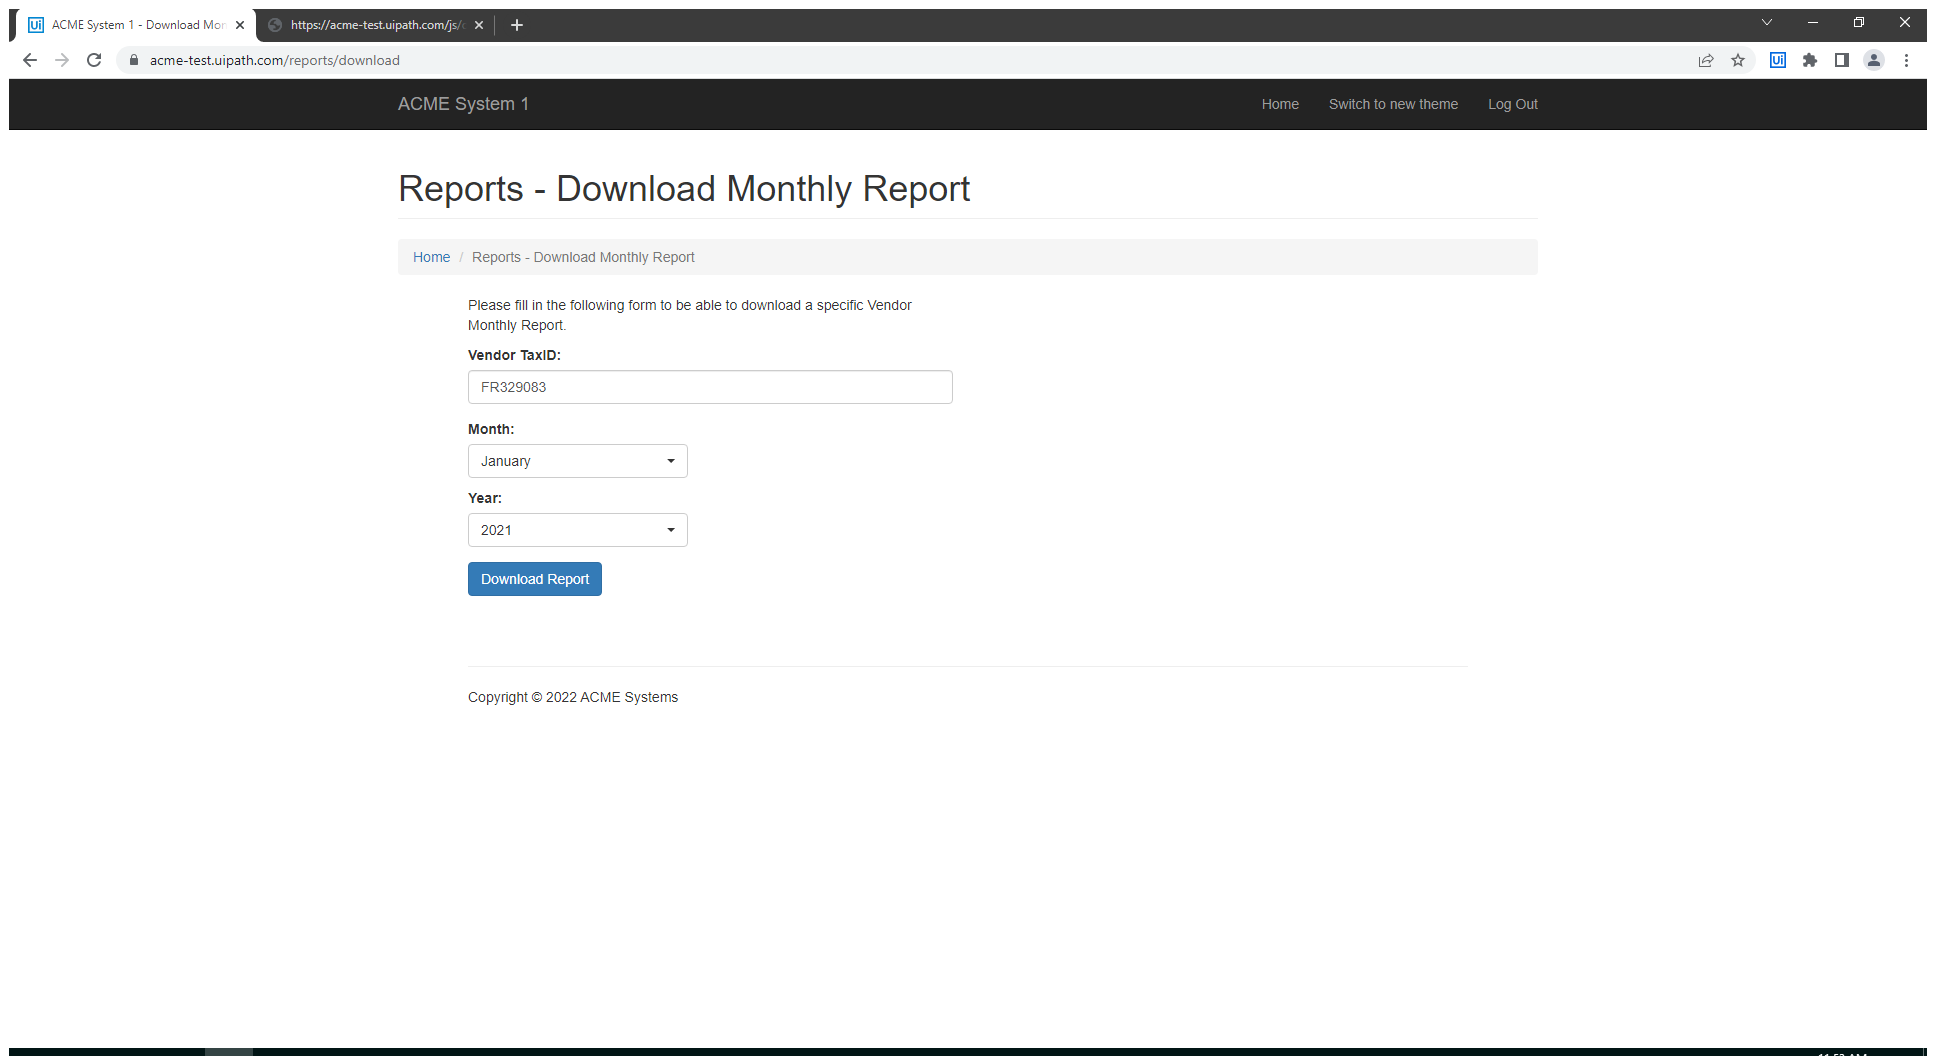 ACME System 1 - Download Mon
https://acme-test.uipath.com/js/
acme-test.uipath.com/reports/download
ACME System 1
Home
Switch to new theme
Log Out
Reports - Download Monthly Report
Home / Reports - Download Monthly Report
Please fill in the following form to be able to download a specific Vendor
Monthly Report.
Vendor TaxID:
FR329083
Month:
January
Year:
2021
Download Report
Copyright © 2022 ACME Systems